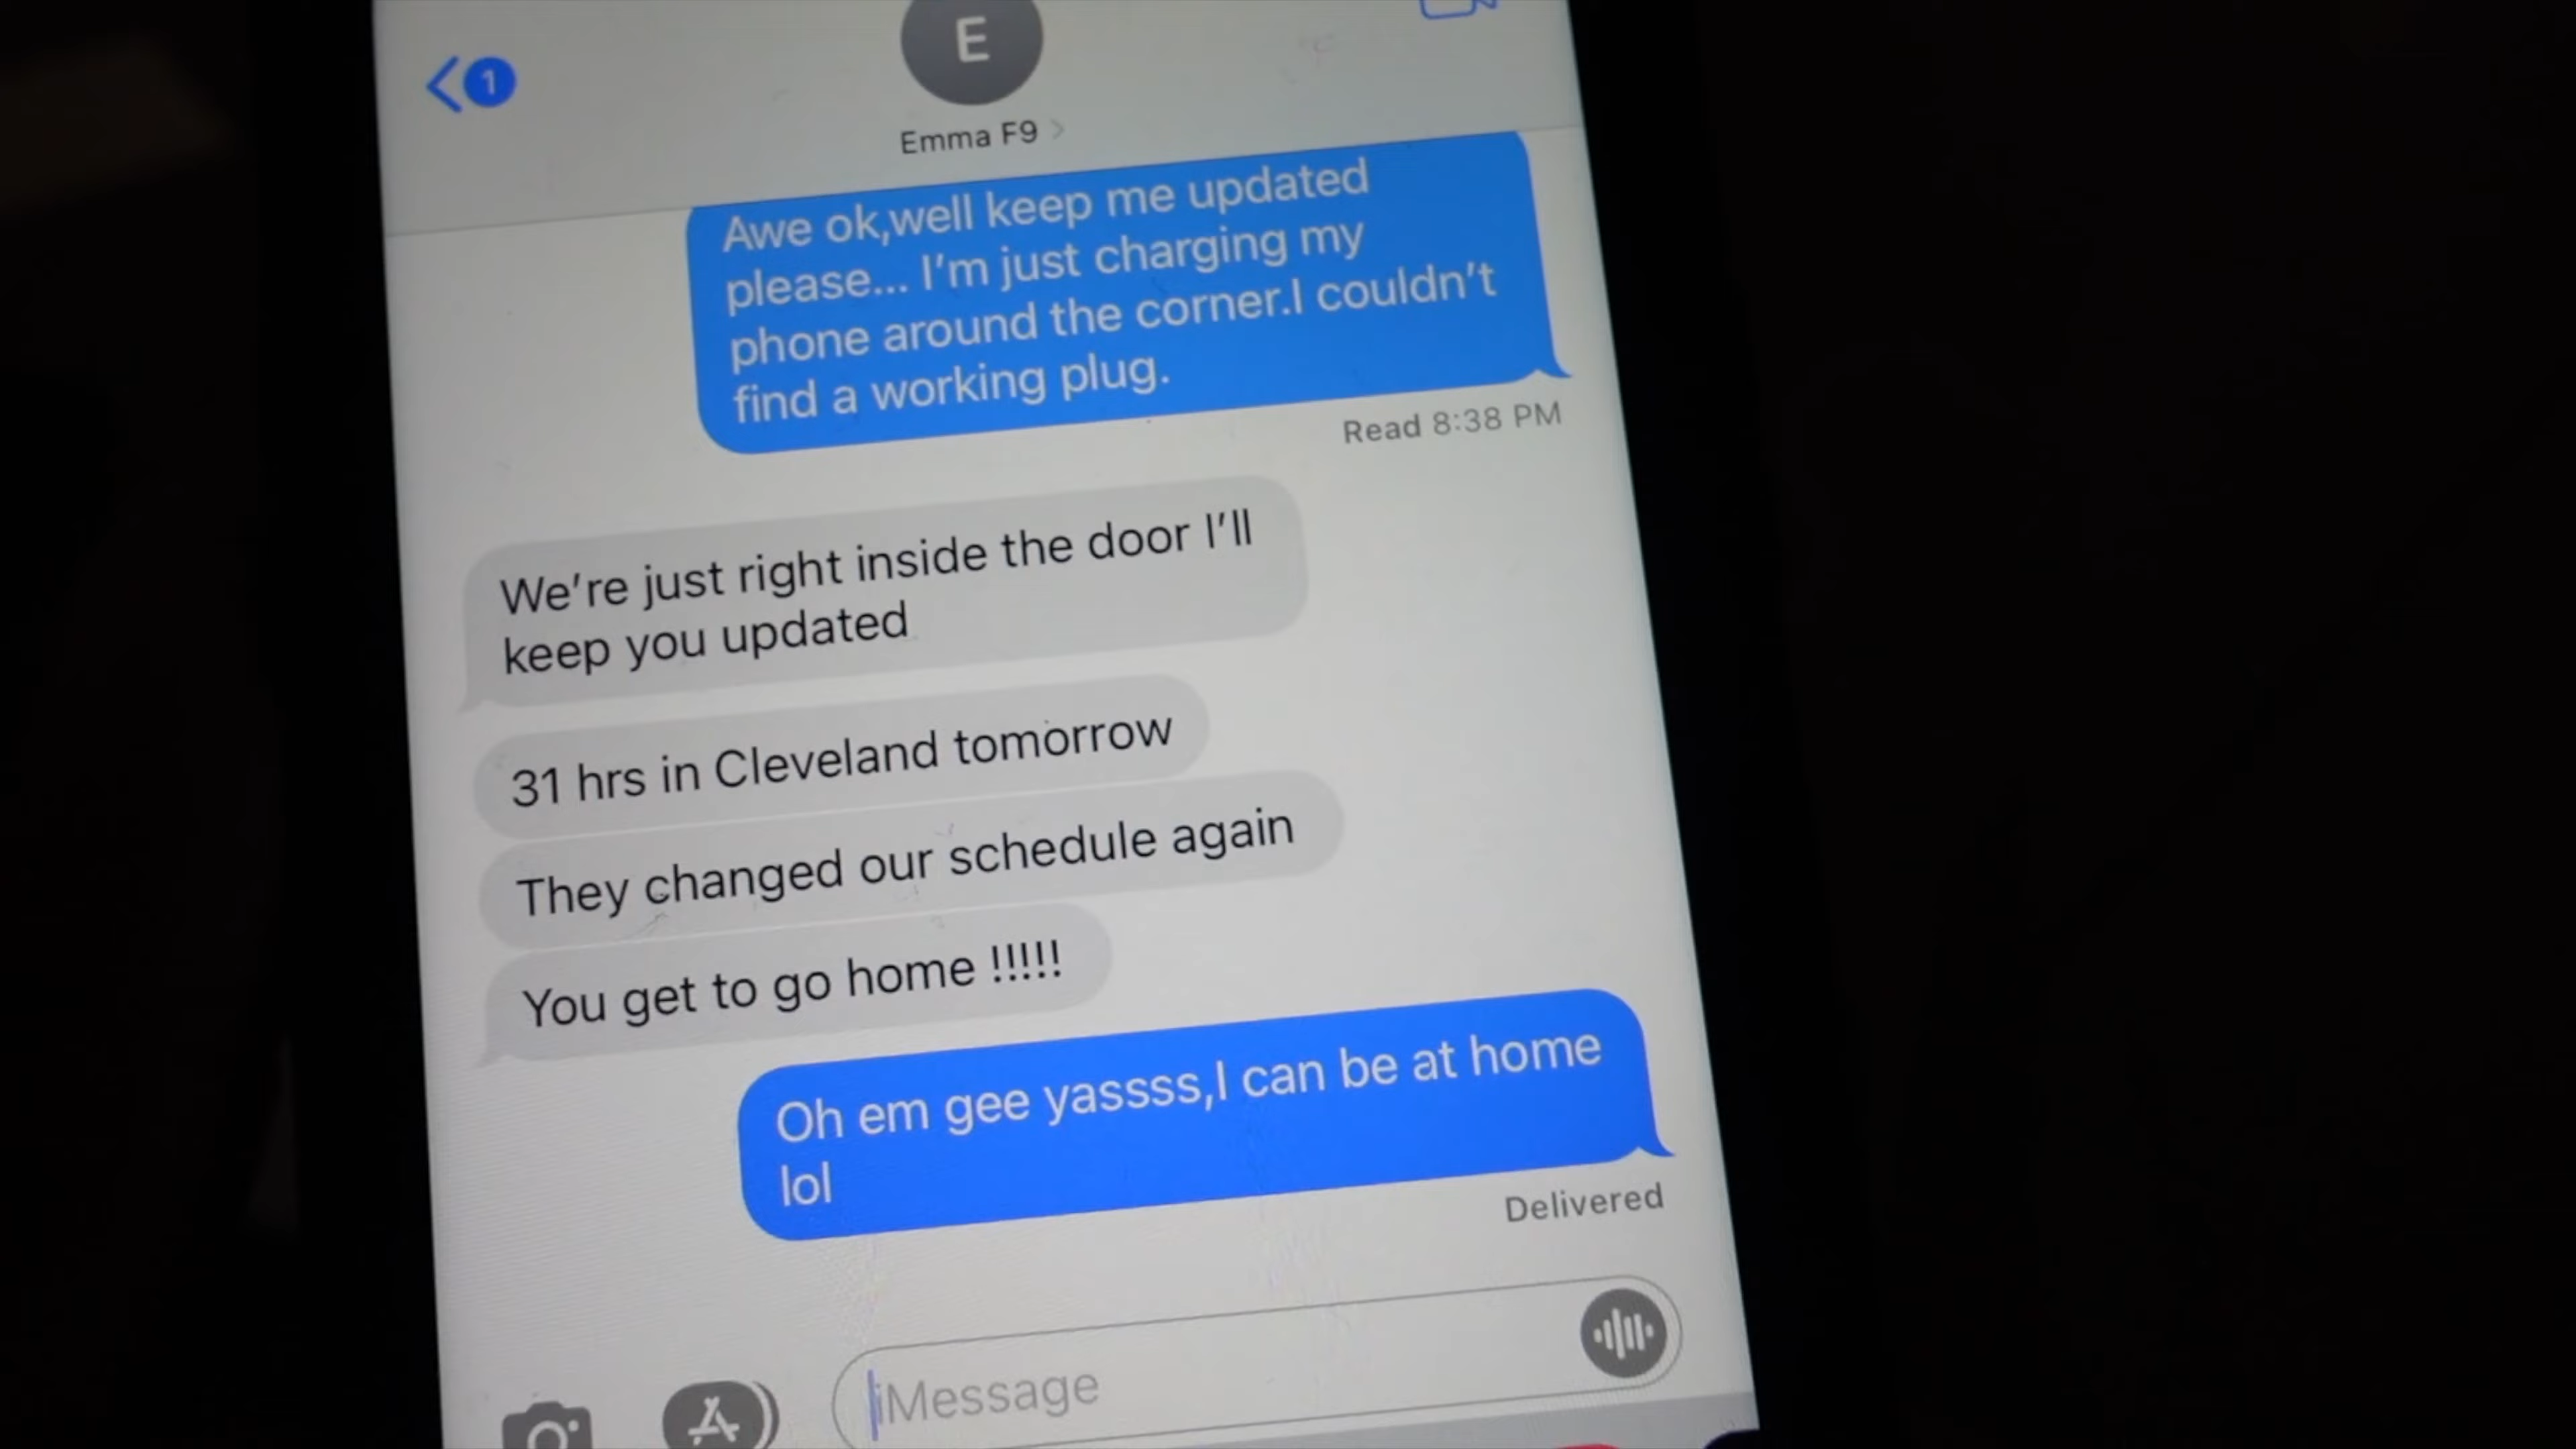 1
E
Emma F9
Awe ok,well keep me updated
please... I'm just charging my
phone around the corner.I couldn't
find a working plug.
Read 8:38 PM
We're just right inside the door I'll
keep you updated
31 hrs in Cleveland tomorrow
They changed our schedule again
You get to go home !!!!!
Oh em gee yassss,I can be at home
lol
Delivered
iMessage